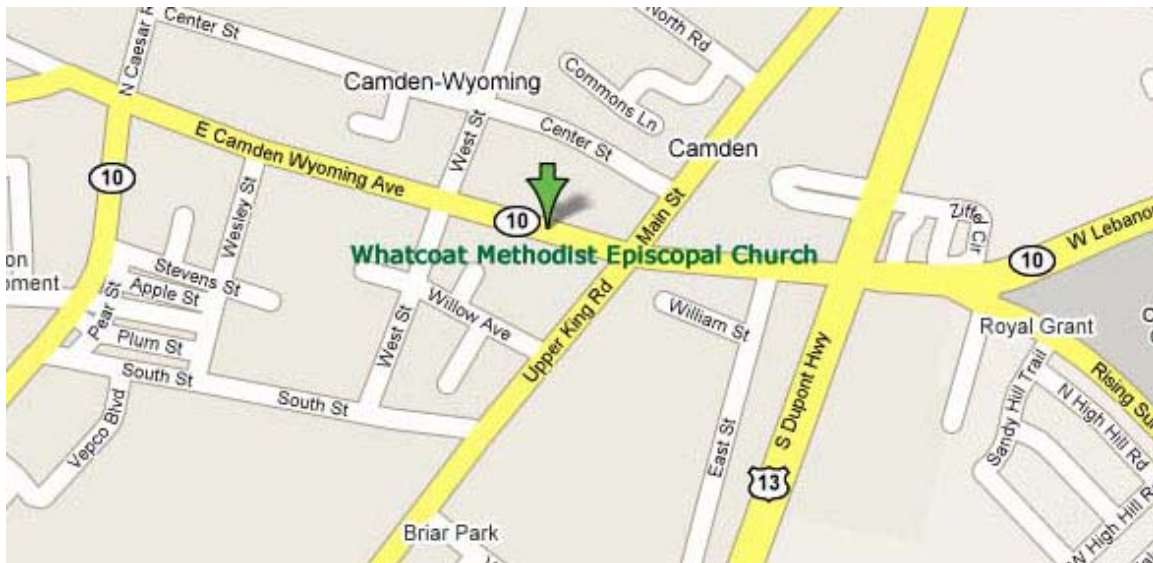 Center St
N Caesar R
North Rd
Commons Ln
Camden-Wyoming
Center St
Camden
West St
E Camden Wyoming Ave
10
10
Main St
Wesley St
Ziffel Cir
W Lebanon
10
Whatcoat Methodist Episcopal Church
on
oment
Stevens St
Apple St
Pear St
Plum St
Willow Ave
West St
Upper King Rd
William St
S Dupont Hwy
Royal Grant
C
South St
South St
Vepco Blvd
East St
Sandy Hill Trail
N High Hill Rd
Rising Su
13
W High Hill R
Briar Park